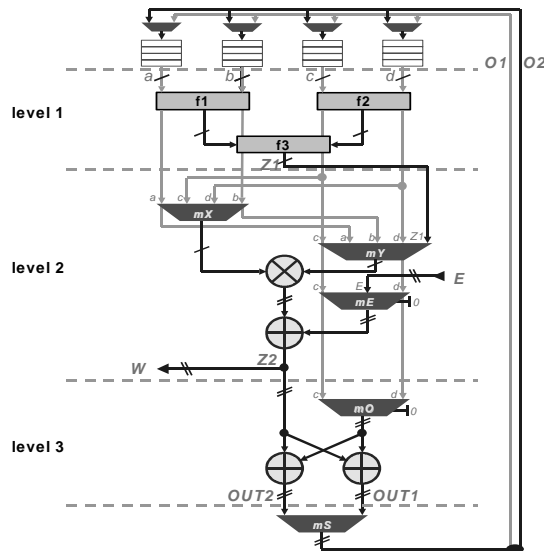 O1 O2
a b c d
level 1
f1 f2
f3
Z1
a c d b
mX
c a b d Z1
mY
level 2
E E
mE 0
Z2
W
c d
mO 0
level 3
OUT2 OUT1
mS